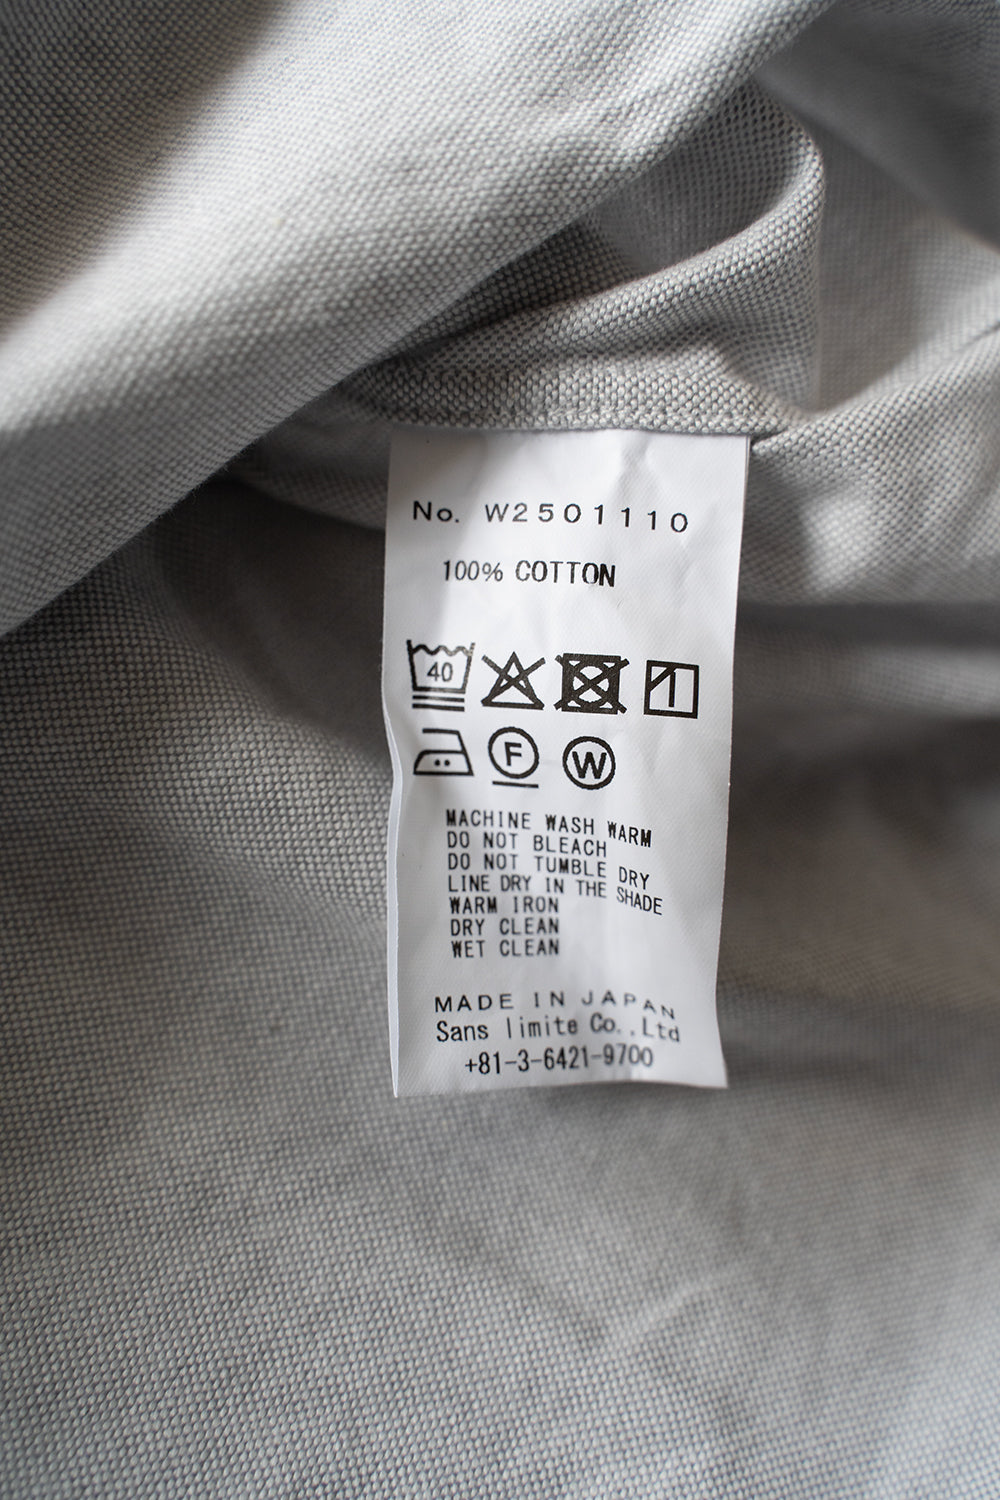 No. W2501110
100% COTTON
40
F W
MACHINE WASH WARM
DO NOT BLEACH
DO NOT TUMBLE DRY
LINE DRY IN THE SHADE
WARM IRON
DRY CLEAN
WET CLEAN
MADE IN JAPAN
Sans limite Co.,Ltd
+81-3-6421-9700